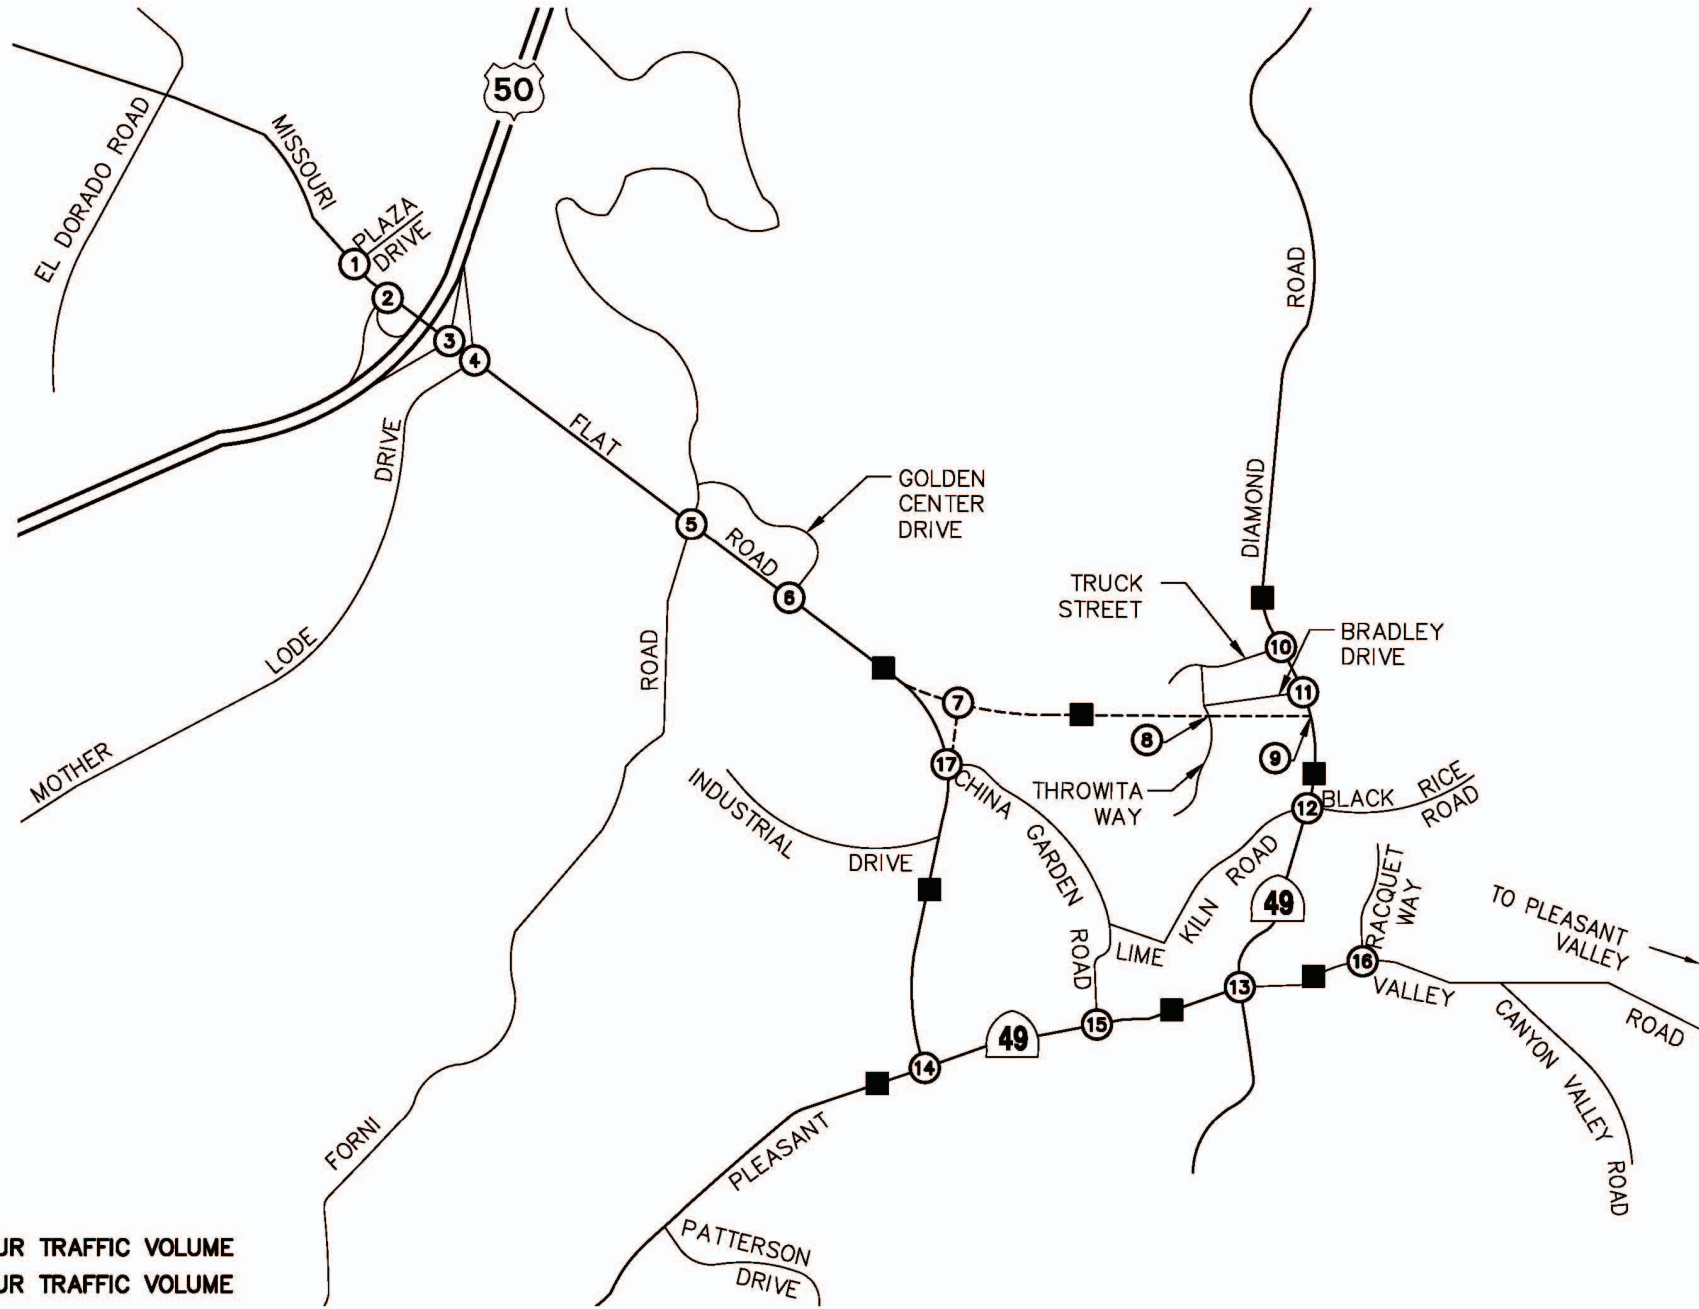 50
EL DORADO ROAD
MISSOURI
PLAZA
DRIVE
1
2
3
4
DRIVE
FLAT
ROAD
5
6
GOLDEN
CENTER
DRIVE
ROAD
DIAMOND
TRUCK
STREET
10
BRADLEY
DRIVE
11
ROAD
LODE
MOTHER
7
8
9
17
INDUSTRIAL
DRIVE
CHINA
GARDEN
ROAD
THROWITA
WAY
12
BLACK
RICE
ROAD
LIME
KILN
ROAD
49
RACQUET
WAY
TO PLEASANT
VALLEY
16
VALLEY
ROAD
CANYON VALLEY ROAD
13
15
49
14
FORNI
PLEASANT
PATTERSON
DRIVE
UR TRAFFIC VOLUME
UR TRAFFIC VOLUME